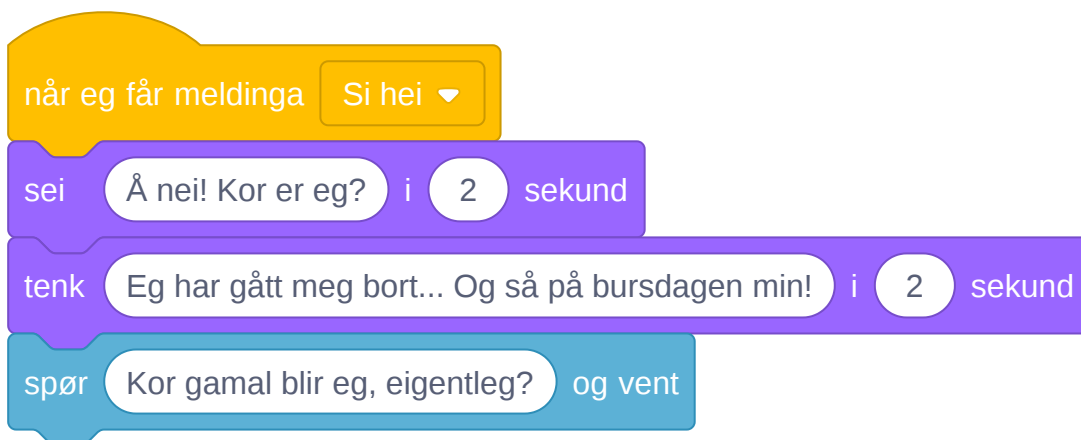 når eg får meldinga Si hei
sei Å nei! Kor er eg? i 2 sekund
tenk Eg har gått meg bort... Og så på bursdagen min! i 2 sekund
spør Kor gamal blir eg, eigentleg? og vent